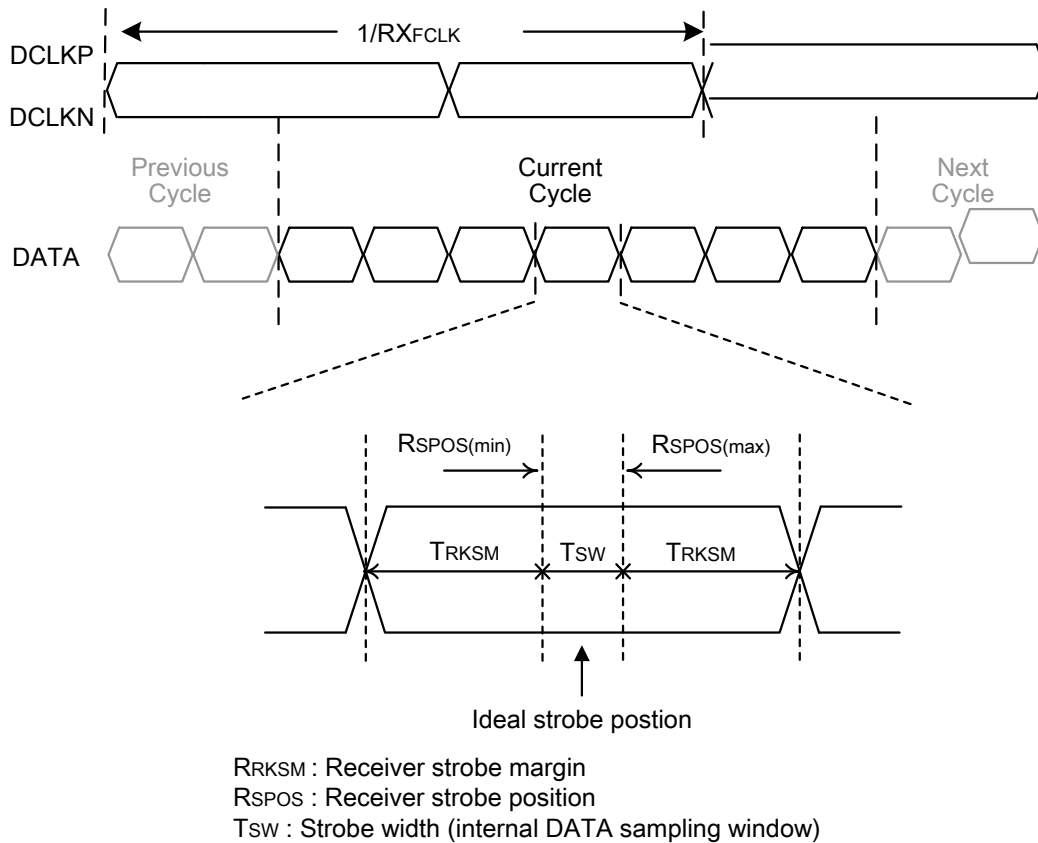 1/RXFCLK
DCLKP
DCLKN
Previous
Cycle
Current
Cycle
Next
Cycle
DATA
RSPOS(min)
RSPOS(max)
TRKSM
TSW
TRKSM
Ideal strobe postion
RRKSM : Receiver strobe margin
RSPOS : Receiver strobe position
TSW : Strobe width (internal DATA sampling window)